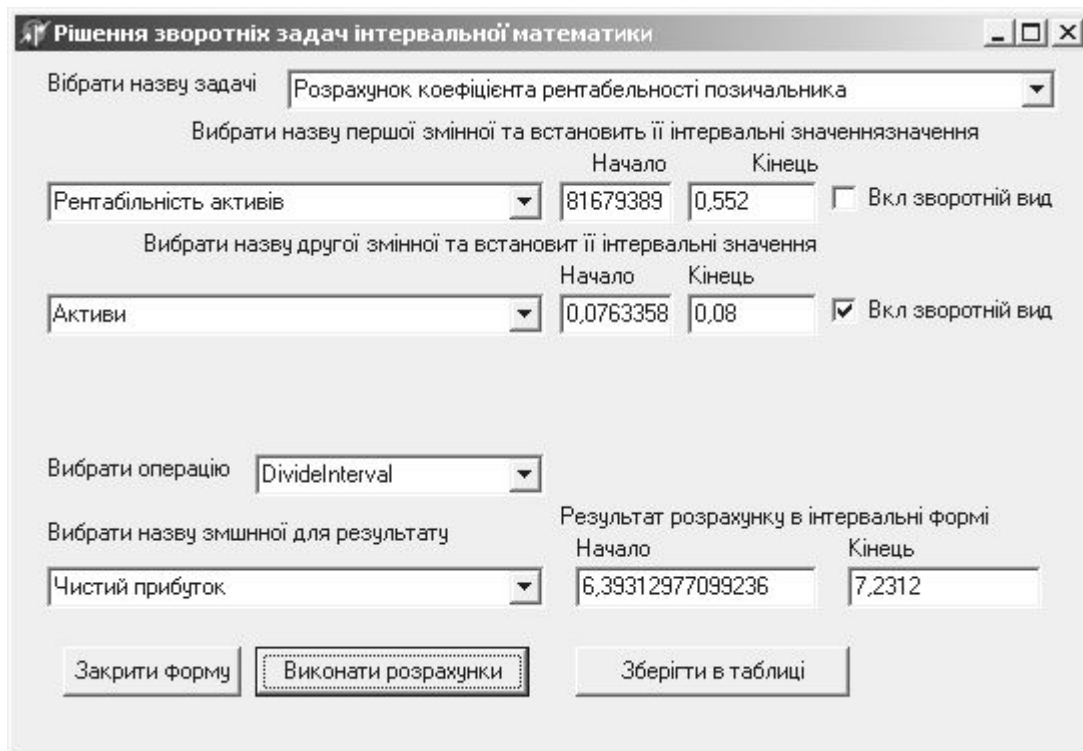 Рішення зворотніх задач інтервальної математики
Вібрати назву задачі Розрахунок коефіцієнта рентабельності позичальника
Вибрати назву першої змінної та встановить її інтервальні значеннязначення
Начало Кінець
Рентабільність активів 81679389 0,552 Вкл зворотній вид
Вибрати назву другої змінної та встановит її інтервальні значення
Начало Кінець
Активи 0,0763358 0,08 Вкл зворотній вид
Вибрати операцію DivideInterval
Вибрати назву змшнної для результату Результат розрахунку в інтервальні формі
Начало Кінець
Чистий прибуток 6,39312977099236 7,2312
Закрити форму Виконати розрахунки Зберігти в таблиці